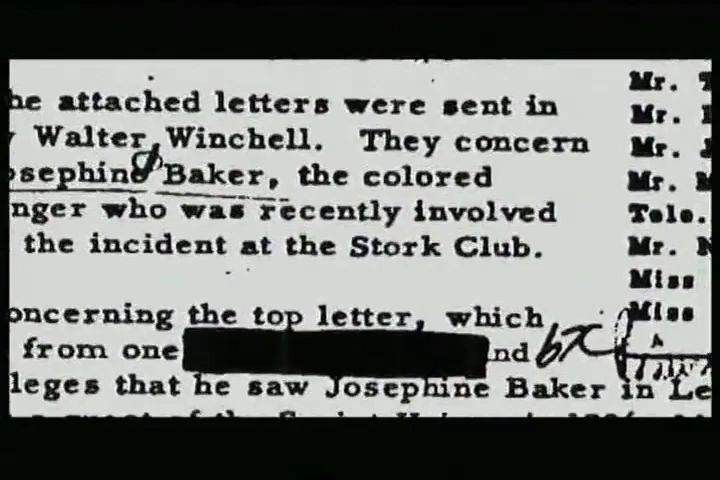 he attached letters were sent in
Walter Winchell. They concern
osephine Baker, the colored
nger who was recently involved
the incident at the Stork Club.
oncerning the top letter, which
from one nd
leges that he saw Josephine Baker in Le
Mr.
Mr.
Mr.
Mr.
Tele.
Mr.
Miss
Miss